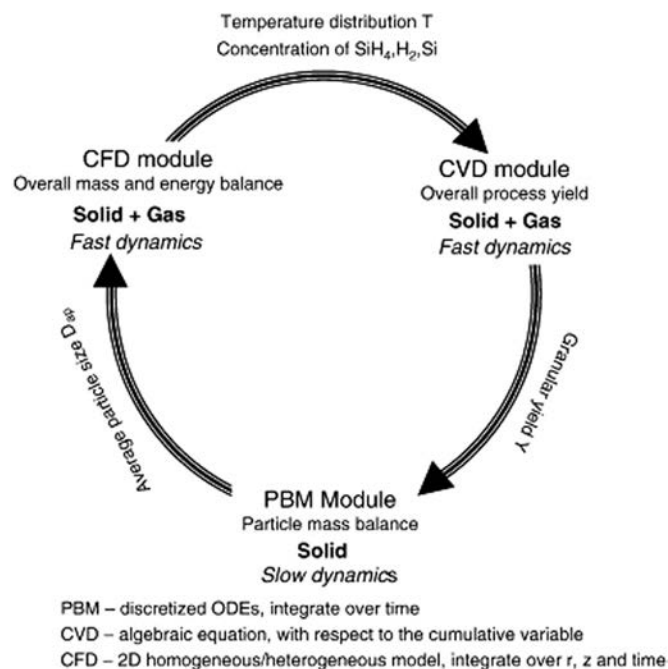 Temperature distribution T
Concentration of SiH₄,H₂,Si
CFD module
Overall mass and energy balance
Solid + Gas
Fast dynamics
CVD module
Overall process yield
Solid + Gas
Fast dynamics
Average particle size Dₐₚ
Granular yield Y
PBM Module
Particle mass balance
Solid
Slow dynamics
PBM – discretized ODEs, integrate over time
CVD – algebraic equation, with respect to the cumulative variable
CFD – 2D homogeneous/heterogeneous model, integrate over r, z and time